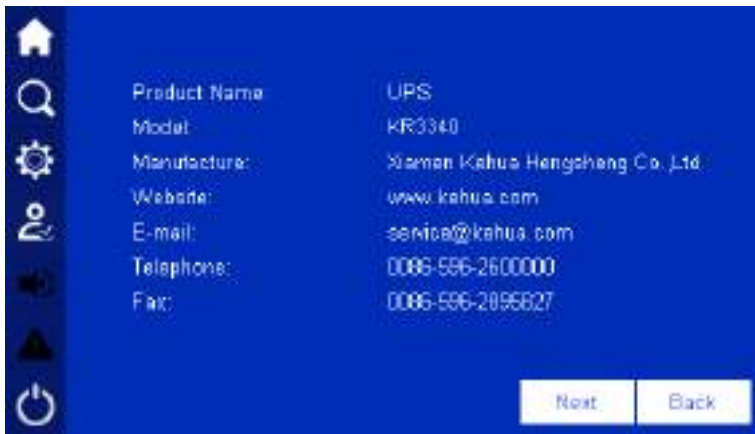 Product Name: UPS
Model: KR3340
Manufacture: Xiamen Kehua Hengsheng Co.,Ltd.
Website: www.kehua.com
E-mail: service@kehua.com
Telephone: 0086-596-2600000
Fax: 0086-596-2895827
Next Back